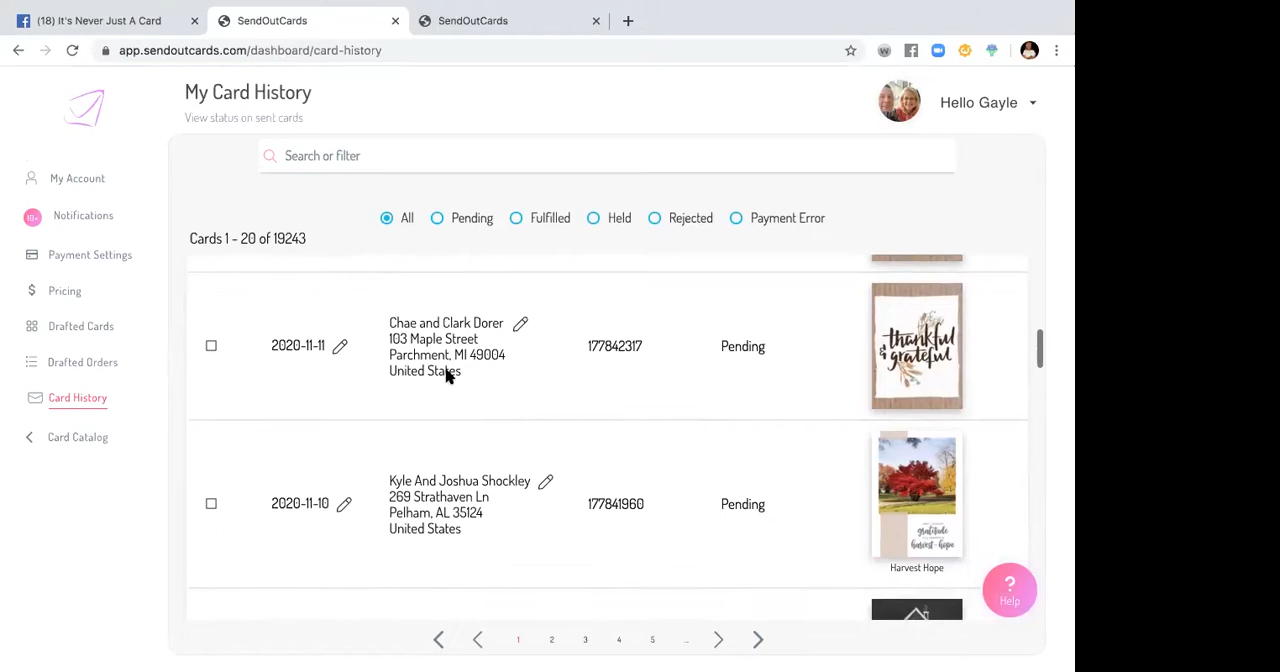 (18) It's Never Just A Card
SendOutCards
SendOutCards
app.sendoutcards.com/dashboard/card-history
My Card History
View status on sent cards
Hello Gayle
Search or filter
My Account
18+
Notifications
Payment Settings
Pricing
Drafted Cards
Drafted Orders
Card History
Card Catalog
All
Pending
Fulfilled
Held
Rejected
Payment Error
Cards 1 - 20 of 19243
2020-11-11
Chae and Clark Dorer
103 Maple Street
Parchment, MI 49004
United States
177842317
Pending
thankful
& grateful
2020-11-10
Kyle And Joshua Shockley
269 Strathaven Ln
Pelham, AL 35124
United States
177841960
Pending
gratitude
harvest of hope
Harvest Hope
? Help
1 2 3 4 5 ...